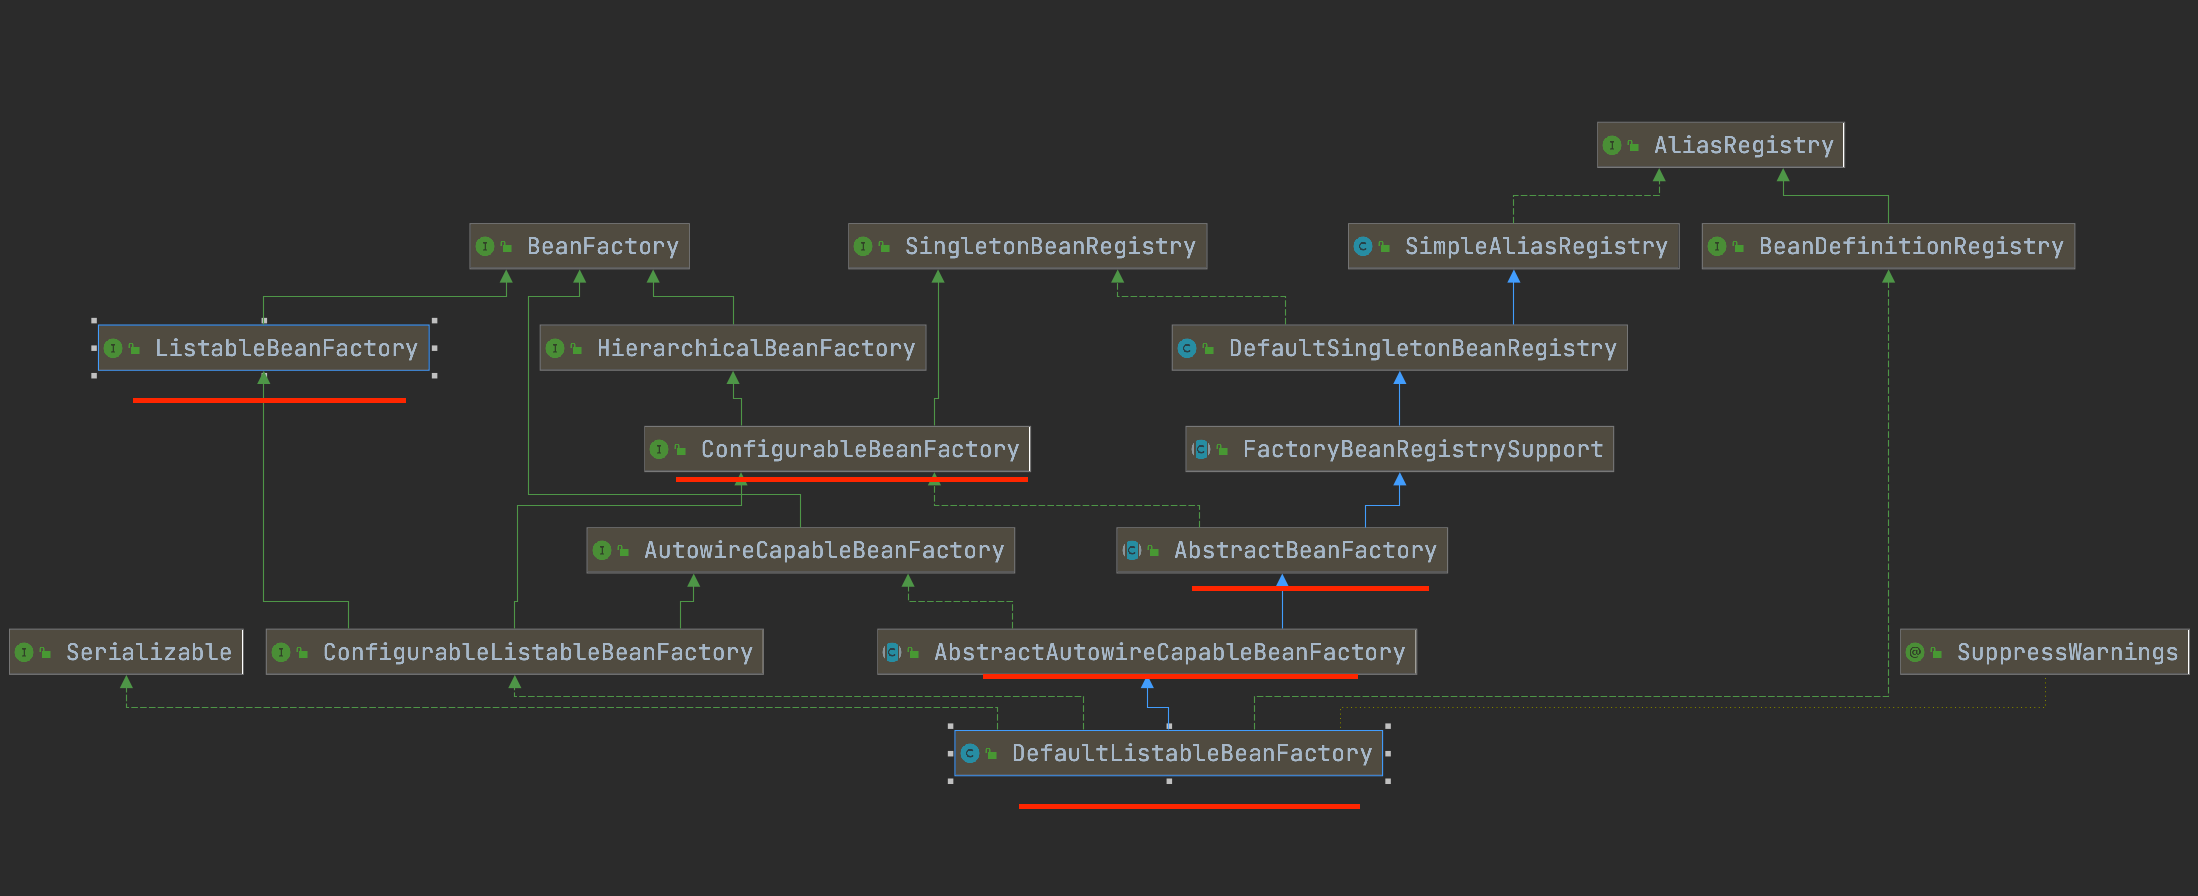 AliasRegistry
BeanFactory
SingletonBeanRegistry
SimpleAliasRegistry
BeanDefinitionRegistry
ListableBeanFactory
HierarchicalBeanFactory
DefaultSingletonBeanRegistry
ConfigurableBeanFactory
FactoryBeanRegistrySupport
AutowireCapableBeanFactory
AbstractBeanFactory
Serializable
ConfigurableListableBeanFactory
AbstractAutowireCapableBeanFactory
SuppressWarnings
DefaultListableBeanFactory